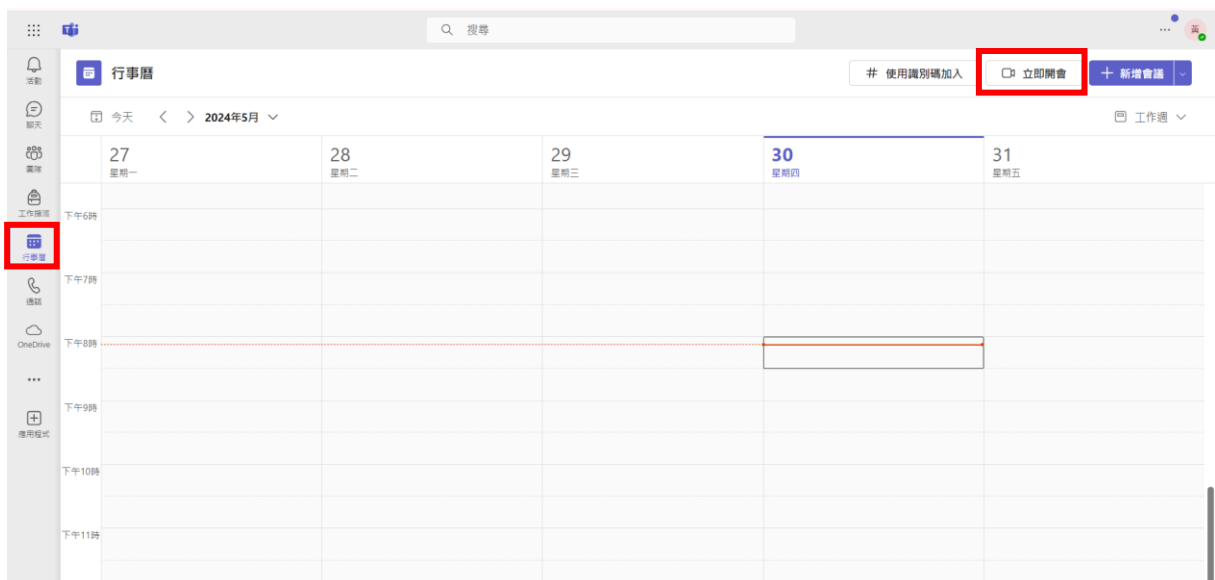 搜尋
黃
活動
行事曆
# 使用識別碼加入
立即開會
+ 新增會議
聊天
今天
2024年5月
工作週
團隊
27
星期一
28
星期二
29
星期三
30
星期四
31
星期五
下午6時
行事曆
下午7時
通話
OneDrive
下午8時
下午9時
應用程式
下午10時
下午11時